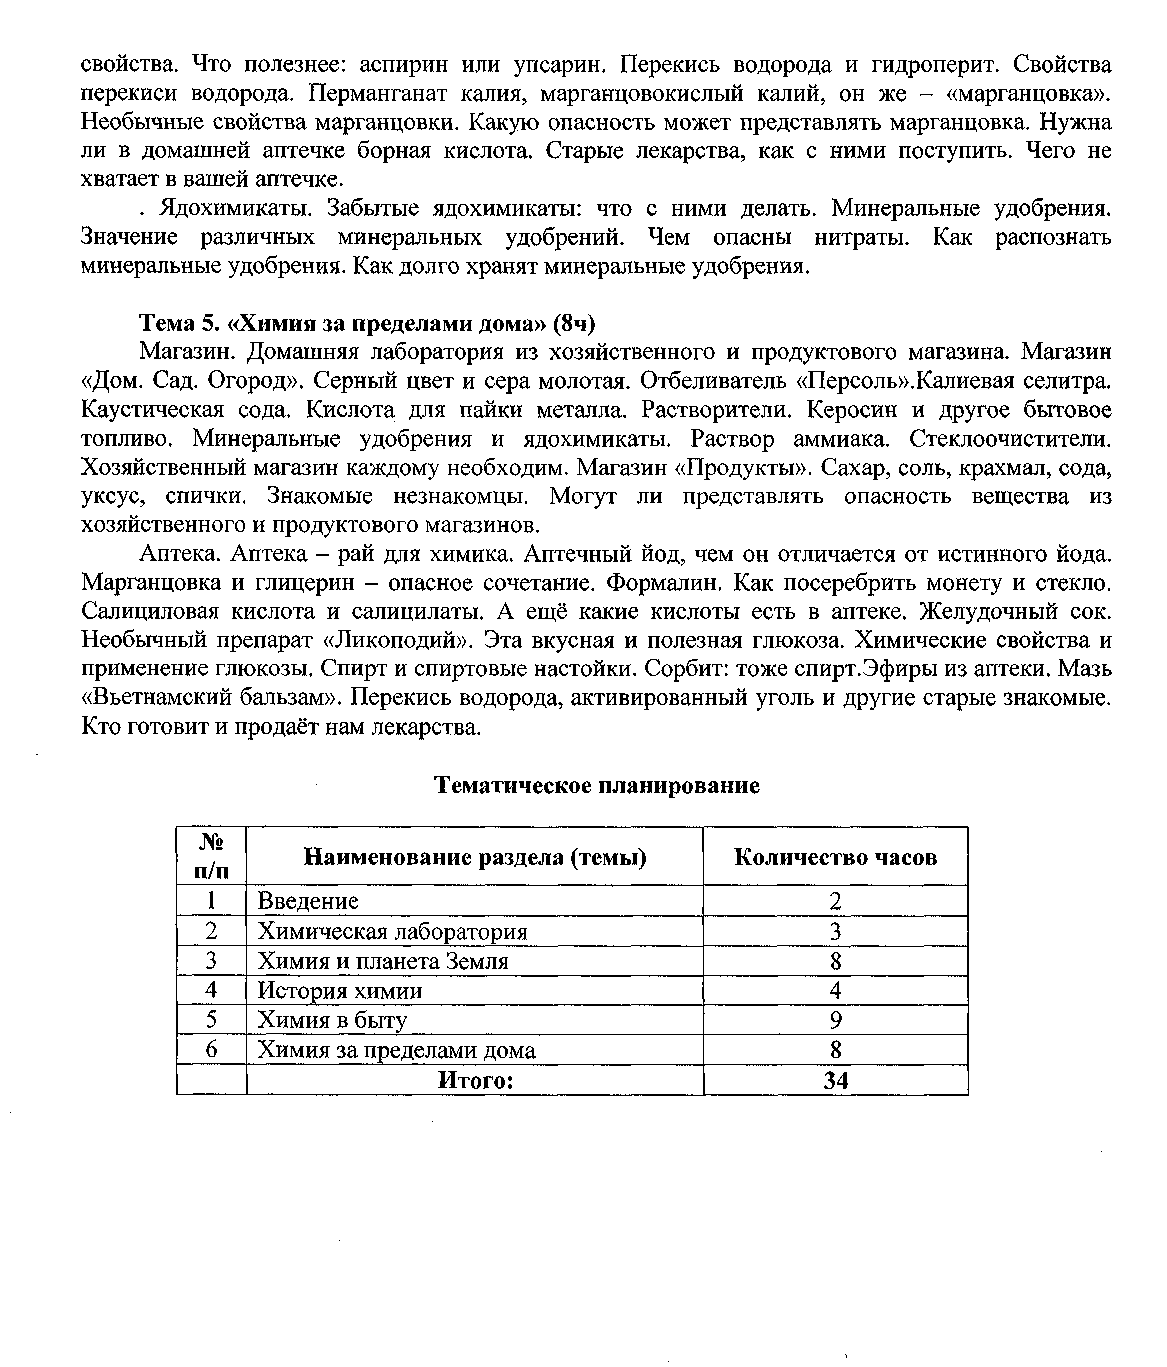 свойства. Что полезнее: аспирин или упсарин. Перекись водорода и гидроперит. Свойства
перекиси водорода. Перманганат калия, марганцовокислый калий, он же – «марганцовка».
Необычные свойства марганцовки. Какую опасность может представлять марганцовка. Нужна
ли в домашней аптечке борная кислота. Старые лекарства, как с ними поступить. Чего не
хватает в вашей аптечке.
. Ядохимикаты. Забытые ядохимикаты: что с ними делать. Минеральные удобрения.
Значение различных минеральных удобрений. Чем опасны нитраты. Как распознать
минеральные удобрения. Как долго хранят минеральные удобрения.
Тема 5. «Химия за пределами дома» (8ч)
Магазин. Домашняя лаборатория из хозяйственного и продуктового магазина. Магазин
«Дом. Сад. Огород». Серный цвет и сера молотая. Отбеливатель «Персоль».Калиевая селитра.
Каустическая сода. Кислота для пайки металла. Растворители. Керосин и другое бытовое
топливо. Минеральные удобрения и ядохимикаты. Раствор аммиака. Стеклоочистители.
Хозяйственный магазин каждому необходим. Магазин «Продукты». Сахар, соль, крахмал, сода,
уксус, спички. Знакомые незнакомцы. Могут ли представлять опасность вещества из
хозяйственного и продуктового магазинов.
Аптека. Аптека – рай для химика. Аптечный йод, чем он отличается от истинного йода.
Марганцовка и глицерин – опасное сочетание. Формалин. Как посеребрить монету и стекло.
Салициловая кислота и салицилаты. А ещё какие кислоты есть в аптеке. Желудочный сок.
Необычный препарат «Ликоподий». Эта вкусная и полезная глюкоза. Химические свойства и
применение глюкозы. Спирт и спиртовые настойки. Сорбит: тоже спирт.Эфиры из аптеки. Мазь
«Вьетнамский бальзам». Перекись водорода, активированный уголь и другие старые знакомые.
Кто готовит и продаёт нам лекарства.
Тематическое планирование
№ п/п Наименование раздела (темы) Количество часов
1 Введение 2
2 Химическая лаборатория 3
3 Химия и планета Земля 8
4 История химии 4
5 Химия в быту 9
6 Химия за пределами дома 8
Итого: 34